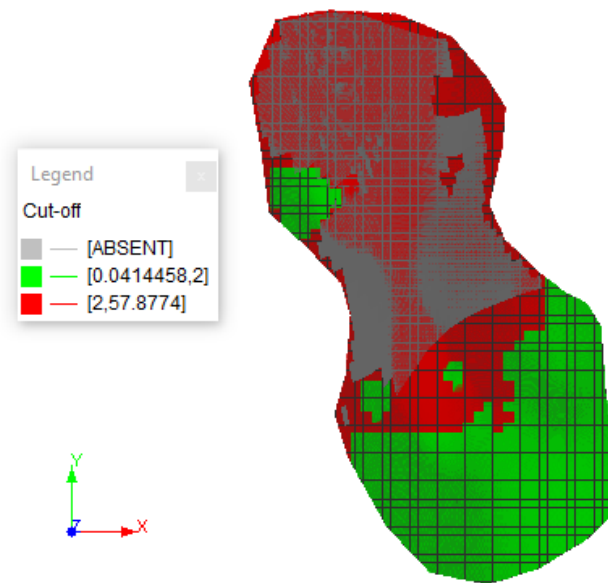 Legend
x
Cut-off
[ABSENT]
[0.0414458,2]
[2,57.8774]
Y
Z
X